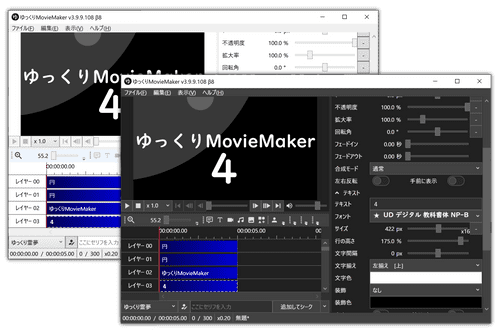 ゆっくりMovieMaker v3.9.9.108 β8
ファイル(F) 編集(E) 表示(V) ヘルプ(H)
不透明度 100.0 %
拡大率 100.0 %
回転角 0.0 °
ゆっくりMovieMaker
4
x 1.0
55.2
00:00:00.00
レイヤー 00 円
レイヤー 01 円
レイヤー 02 ゆっくりMovieMaker
レイヤー 03 4
ゆっくり霊夢 ここにセリフを入力
00:00:00.00 / 00:00:05.00 0 / 300 x0.20
ゆっくりMovieMaker v3.9.9.108 β8
ファイル(F) 編集(E) 表示(V) ヘルプ(H)
ゆっくりMovieMaker
4
x 1.0
55.2
00:00:00.00
レイヤー 00 円
レイヤー 01 円
レイヤー 02 ゆっくりMovieMaker
レイヤー 03 4
ゆっくり霊夢 ここにセリフを入力 追加してシーク
00:00:00.00 / 00:00:05.00 0 / 300 x0.20 無題*
不透明度 100.0 %
拡大率 100.0 %
回転角 0.0 °
フェードイン 0.00 秒
フェードアウト 0.00 秒
合成モード 通常
左右反転 手前に表示
テキスト
テキスト 4
フォント ★ UD デジタル 教科書体 NP-B
サイズ 422 px x16
行の高さ 175.0 %
文字間隔 0 px
文字揃え 左揃え [上]
文字色
装飾 なし
装飾色